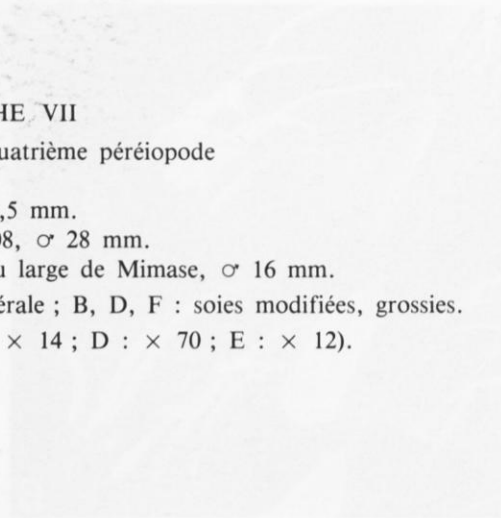 HE VII
uatrième péréiopode
,5 mm.
08, ♂ 28 mm.
u large de Mimase, ♂ 16 mm.
érale ; B, D, F : soies modifiées, grossies.
× 14 ; D : × 70 ; E : × 12).